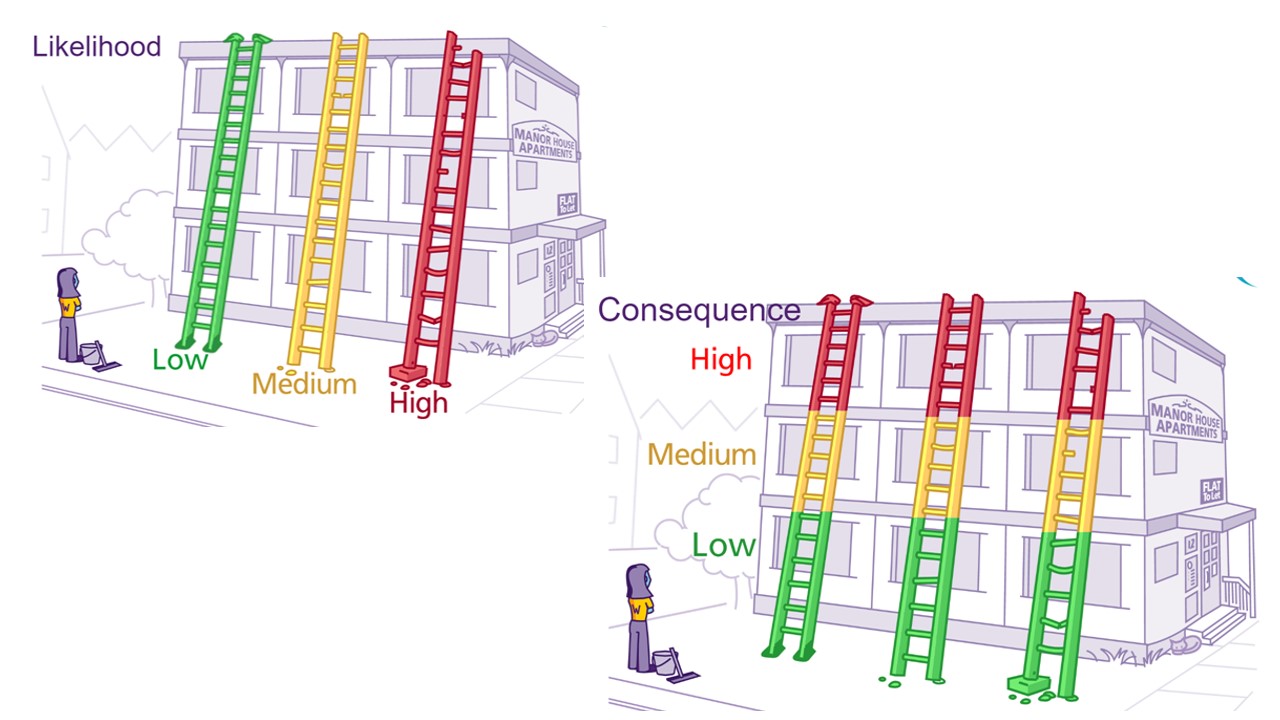 Likelihood
MANOR HOUSE
APARTMENTS
FLAT
To Let
W
Low
Medium
High
Consequence
High
Medium
Low
MANOR HOUSE
APARTMENTS
FLAT
To Let
W